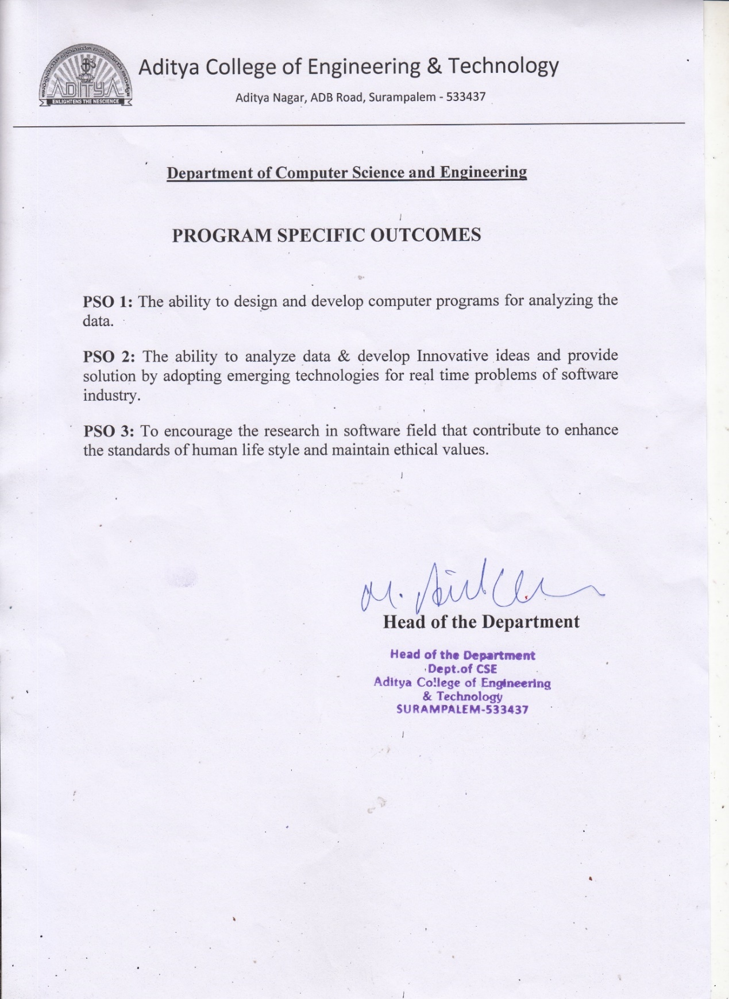 Aditya College of Engineering & Technology
ADITYA
ENLIGHTENS THE NESCIENCE
Aditya Nagar, ADB Road, Surampalem - 533437
Department of Computer Science and Engineering
PROGRAM SPECIFIC OUTCOMES
PSO 1: The ability to design and develop computer programs for analyzing the
data.
PSO 2: The ability to analyze data & develop Innovative ideas and provide
solution by adopting emerging technologies for real time problems of software
industry.
PSO 3: To encourage the research in software field that contribute to enhance
the standards of human life style and maintain ethical values.
Head of the Department
Head of the Department
Dept.of CSE
Aditya College of Engineering
& Technology
SURAMPALEM-533437